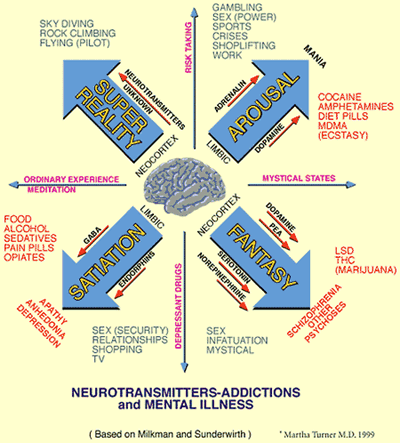 SKY DIVING
ROCK CLIMBING
FLYING (PILOT)
RISK TAKING
GAMBLING
SEX (POWER)
SPORTS
CRISES
SHOPLIFTING
WORK
MANIA
SUPER
REALITY
NEUROTRANSMITTERS
UNKNOWN
NEOCORTEX
AROUSAL
ADRENALIN
DOPAMINE
LIMBIC
COCAINE
AMPHETAMINES
DIET PILLS
MDMA
(ECSTASY)
ORDINARY EXPERIENCE
MEDITATION
MYSTICAL STATES
FOOD
ALCOHOL
SEDATIVES
PAIN PILLS
OPIATES
LIMBIC
GABA
SATIATION
ENDORPHINS
APATHY
ANHEDONIA
DEPRESSION
NEOCORTEX
DOPAMINE
PEA
FANTASY
SEROTONIN
NOREPINEPHRINE
LSD
THC
(MARIJUANA)
SCHIZOPHRENIA
OTHER
PSYCHOSES
DEPRESSANT DRUGS
SEX (SECURITY)
RELATIONSHIPS
SHOPPING
TV
SEX
INFATUATION
MYSTICAL
NEUROTRANSMITTERS-ADDICTIONS
and MENTAL ILLNESS
( Based on Milkman and Sunderwirth )
* Martha Turner M.D. 1999